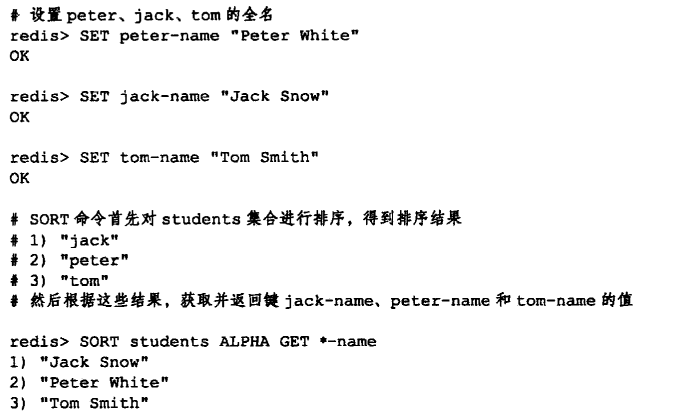 # 设置 peter、jack、tom 的全名
redis> SET peter-name "Peter White"
OK
redis> SET jack-name "Jack Snow"
OK
redis> SET tom-name "Tom Smith"
OK
# SORT 命令首先对 students 集合进行排序，得到排序结果
# 1) "jack"
# 2) "peter"
# 3) "tom"
# 然后根据这些结果，获取并返回键 jack-name、peter-name 和 tom-name 的值
redis> SORT students ALPHA GET *-name
1) "Jack Snow"
2) "Peter White"
3) "Tom Smith"